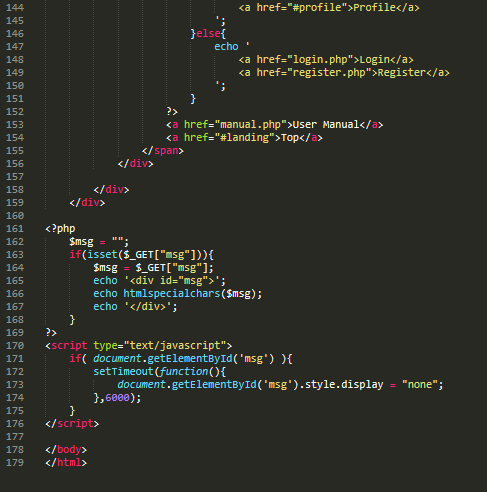 144 <a href="#profile">Profile</a>
145 ';
146 }else{
147 echo '
148 <a href="login.php">Login</a>
149 <a href="register.php">Register</a>
150 ';
151 }
152 ?>
153 <a href="manual.php">User Manual</a>
154 <a href="#landing">Top</a>
155 </span>
156 </div>
157
158 </div>
159 </div>
160
161 <?php
162 $msg = "";
163 if(isset($_GET["msg"])){
164 $msg = $_GET["msg"];
165 echo '<div id="msg">';
166 echo htmlspecialchars($msg);
167 echo '</div>';
168 }
169 ?>
170 <script type="text/javascript">
171 if( document.getElementById('msg') ){
172 setTimeout(function(){
173 document.getElementById('msg').style.display = "none";
174 },6000);
175 }
176 </script>
177
178 </body>
179 </html>